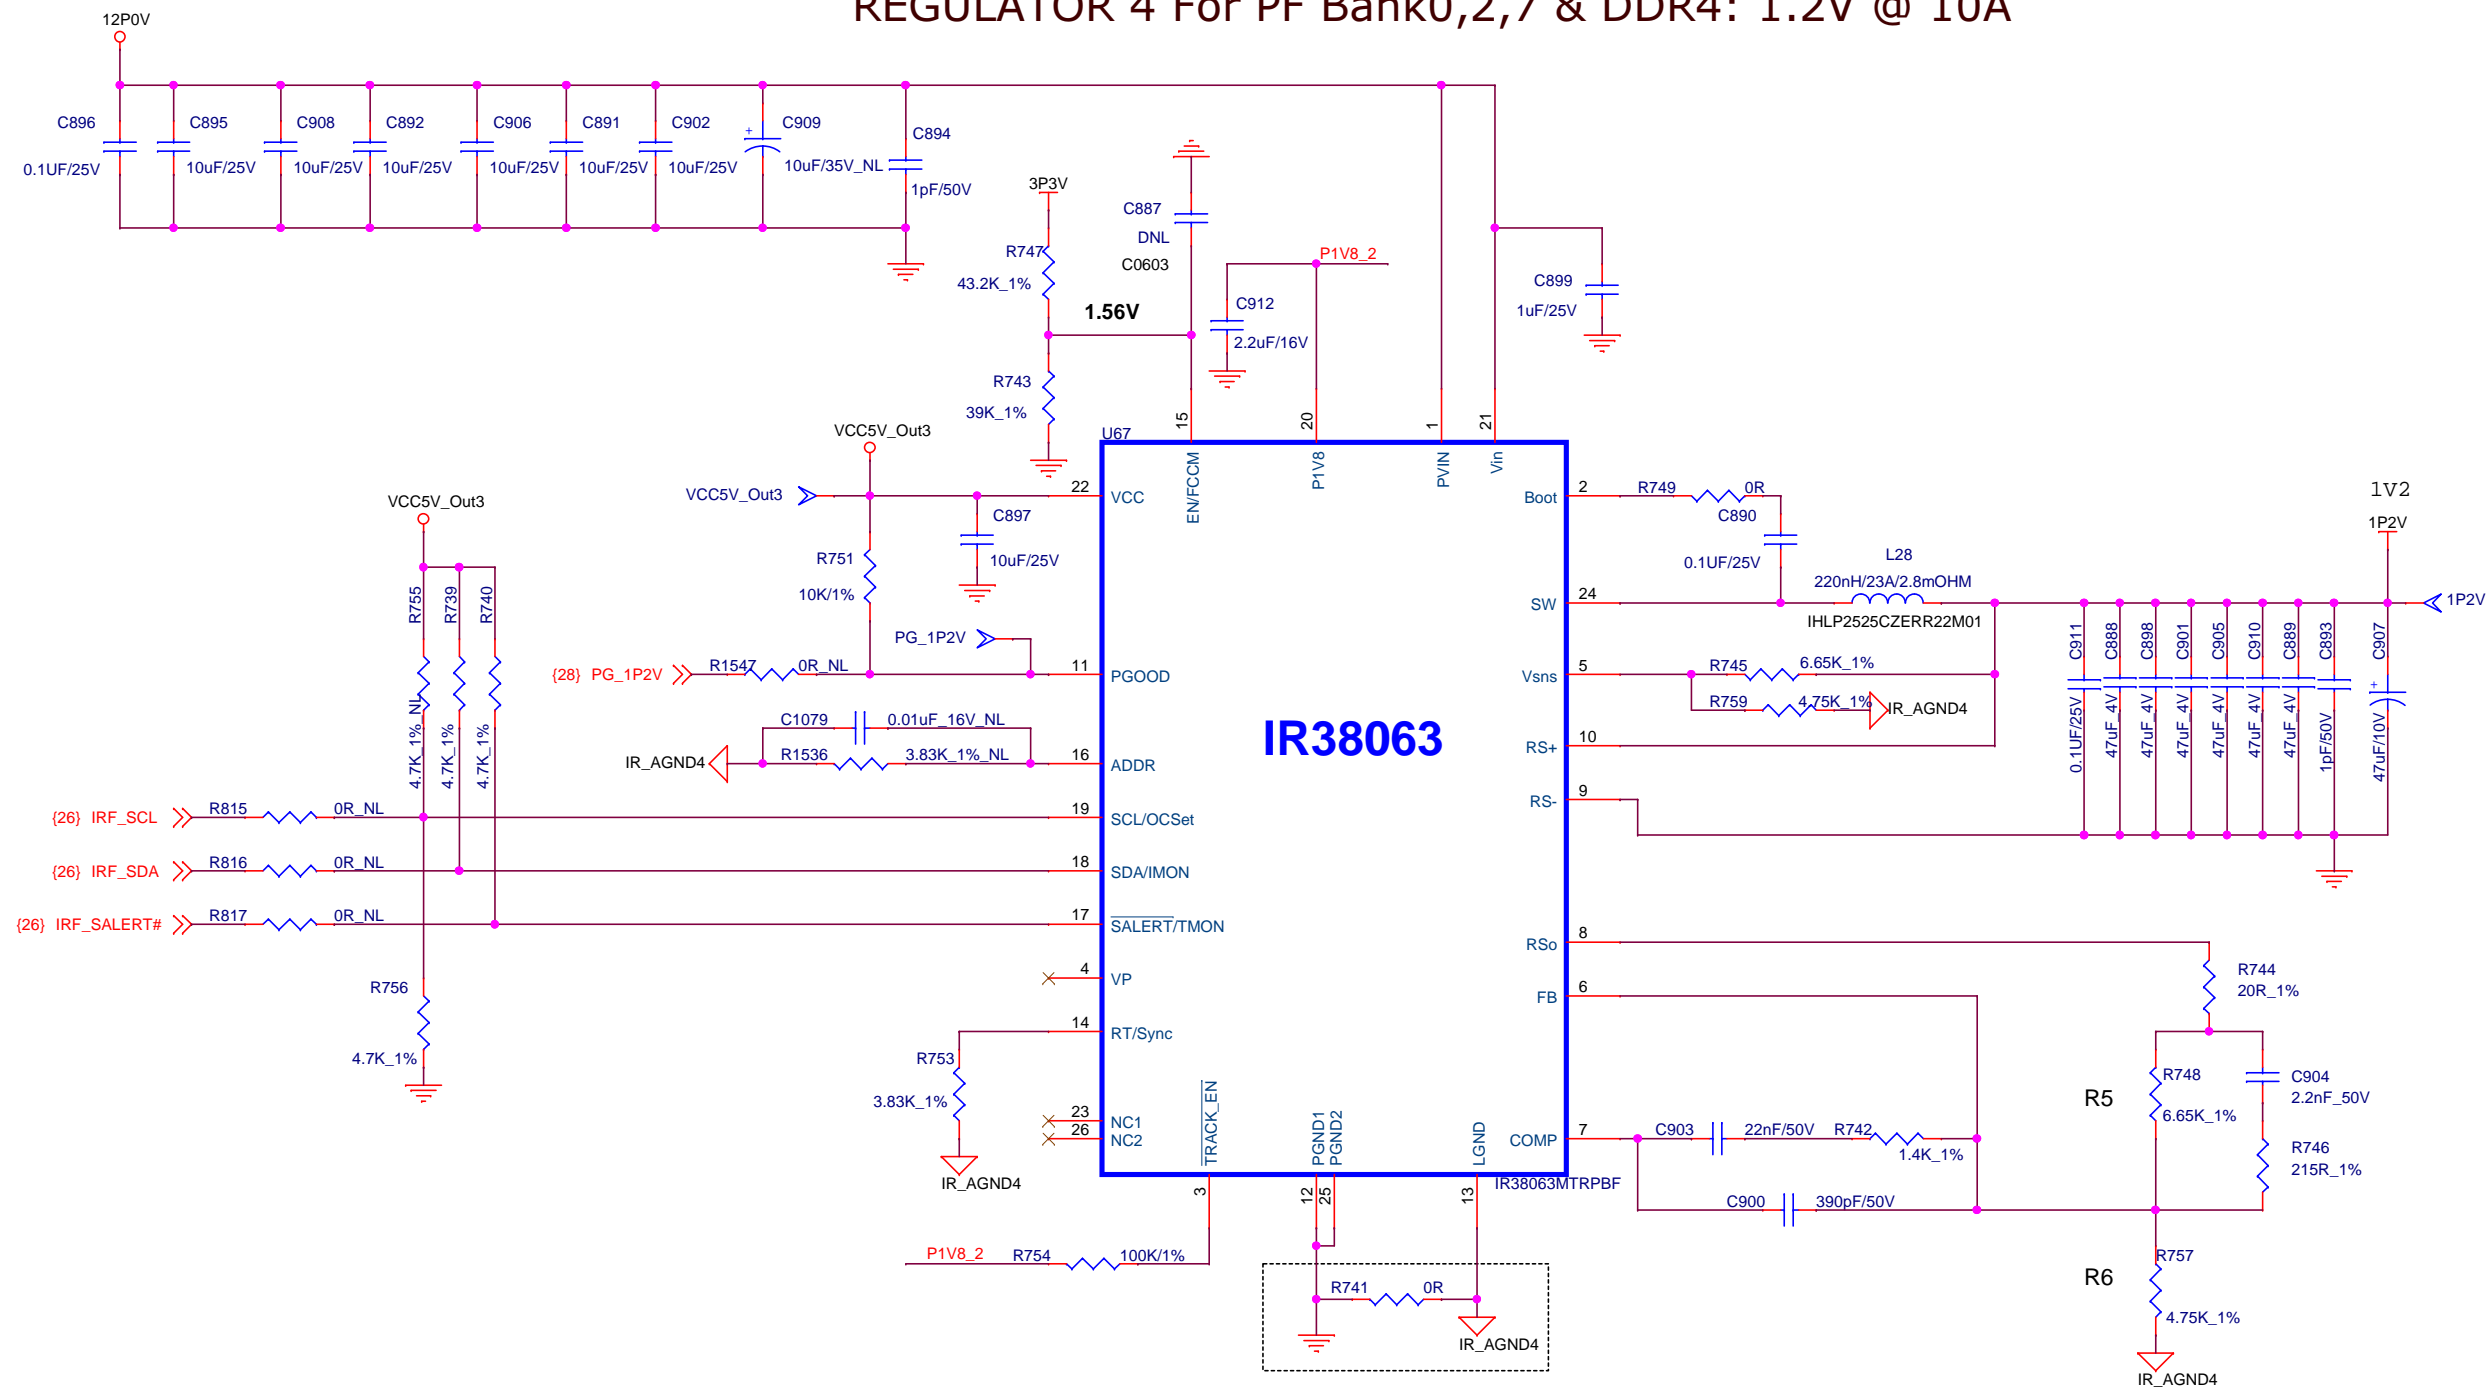 REGULATOR 4 For PF Bank0,2,7 & DDR4: 1.2V @ 10A
12P0V
C896
0.1UF/25V
C895
10uF/25V
C908
10uF/25V
C892
10uF/25V
C906
10uF/25V
C891
10uF/25V
C902
10uF/25V
+
C909
10uF/35V_NL
C894
1pF/50V
3P3V
R747
43.2K_1%
1.56V
R743
39K_1%
C887
DNL
C0603
P1V8_2
C912
2.2uF/16V
C899
1uF/25V
VCC5V_Out3
VCC5V_Out3
C897
10uF/25V
R751
10K/1%
PG_1P2V
{28} PG_1P2V
R1547
0R_NL
C1079
0.01uF_16V_NL
IR_AGND4
R1536
3.83K_1%_NL
VCC5V_Out3
R755
R739
R740
4.7K_1%_NL
4.7K_1%
4.7K_1%
{26} IRF_SCL
R815
0R_NL
{26} IRF_SDA
R816
0R_NL
{26} IRF_SALERT#
R817
0R_NL
R756
4.7K_1%
R753
3.83K_1%
IR_AGND4
P1V8_2
R754
100K/1%
U67
IR38063
IR38063MTRPBF
15
EN/FCCM
20
P1V8
1
PVIN
21
Vin
22
VCC
11
PGOOD
16
ADDR
19
SCL/OCSet
18
SDA/IMON
17
SALERT/TMON
4
VP
14
RT/Sync
23
NC1
26
NC2
3
TRACK_EN
12
PGND1
25
PGND2
13
LGND
2
Boot
24
SW
5
Vsns
10
RS+
9
RS-
8
RSo
6
FB
7
COMP
R741
0R
IR_AGND4
R749
0R
C890
0.1UF/25V
L28
220nH/23A/2.8mOHM
IHLP2525CZERR22M01
R745
6.65K_1%
R759
4.75K_1%
IR_AGND4
1V2
1P2V
1P2V
C911
0.1UF/25V
C888
47uF_4V
C898
47uF_4V
C901
47uF_4V
C905
47uF_4V
C910
47uF_4V
C889
47uF_4V
C893
1pF/50V
C907
+
47uF/10V
R744
20R_1%
R5
R748
6.65K_1%
C904
2.2nF_50V
R746
215R_1%
C903
22nF/50V
R742
1.4K_1%
C900
390pF/50V
R6
R757
4.75K_1%
IR_AGND4